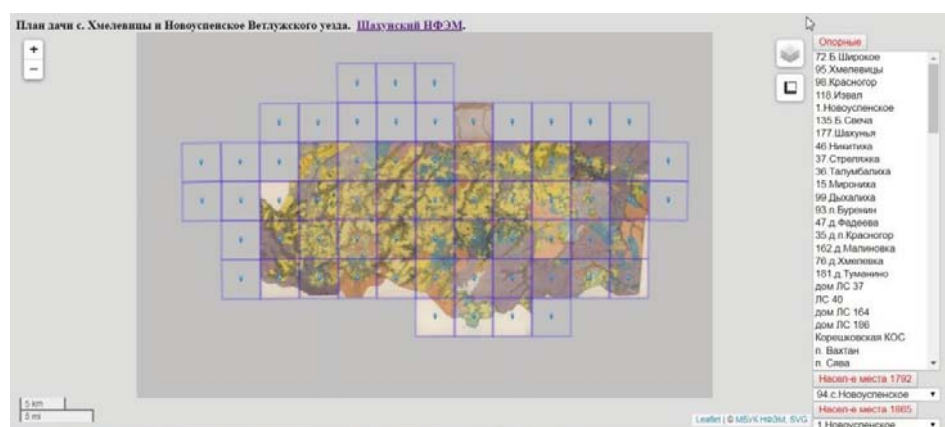 План дачи с. Хмелевицы и Новоуспенское Ветлужского уезда. Шахунский НФЭМ.
+
−
Опорные
72.Б.Широкое
95.Хмелевицы
98.Красногор
118.Извал
1.Новоуспенское
135.Б.Свеча
177.Шахунья
46.Никитиха
37.Стреляжка
36.Талумбалиха
15.Мирониха
99.Дыхалиха
93.п.Буренин
47.д.Фадеева
35.д.п.Красногор
162.д.Малиновка
76.д.Хмелевка
181.д.Туманино
дом ЛС 37
ЛС 40
дом ЛС 164
дом ЛС 186
Корешковская КОС
п. Вахтан
п. Сява
Насел-е места 1792
94.с.Новоуспенское
Насел-е места 1865
1.Новоуспенское
5 km
5 mi
Leaflet | © МБУК НФЭМ, SVG